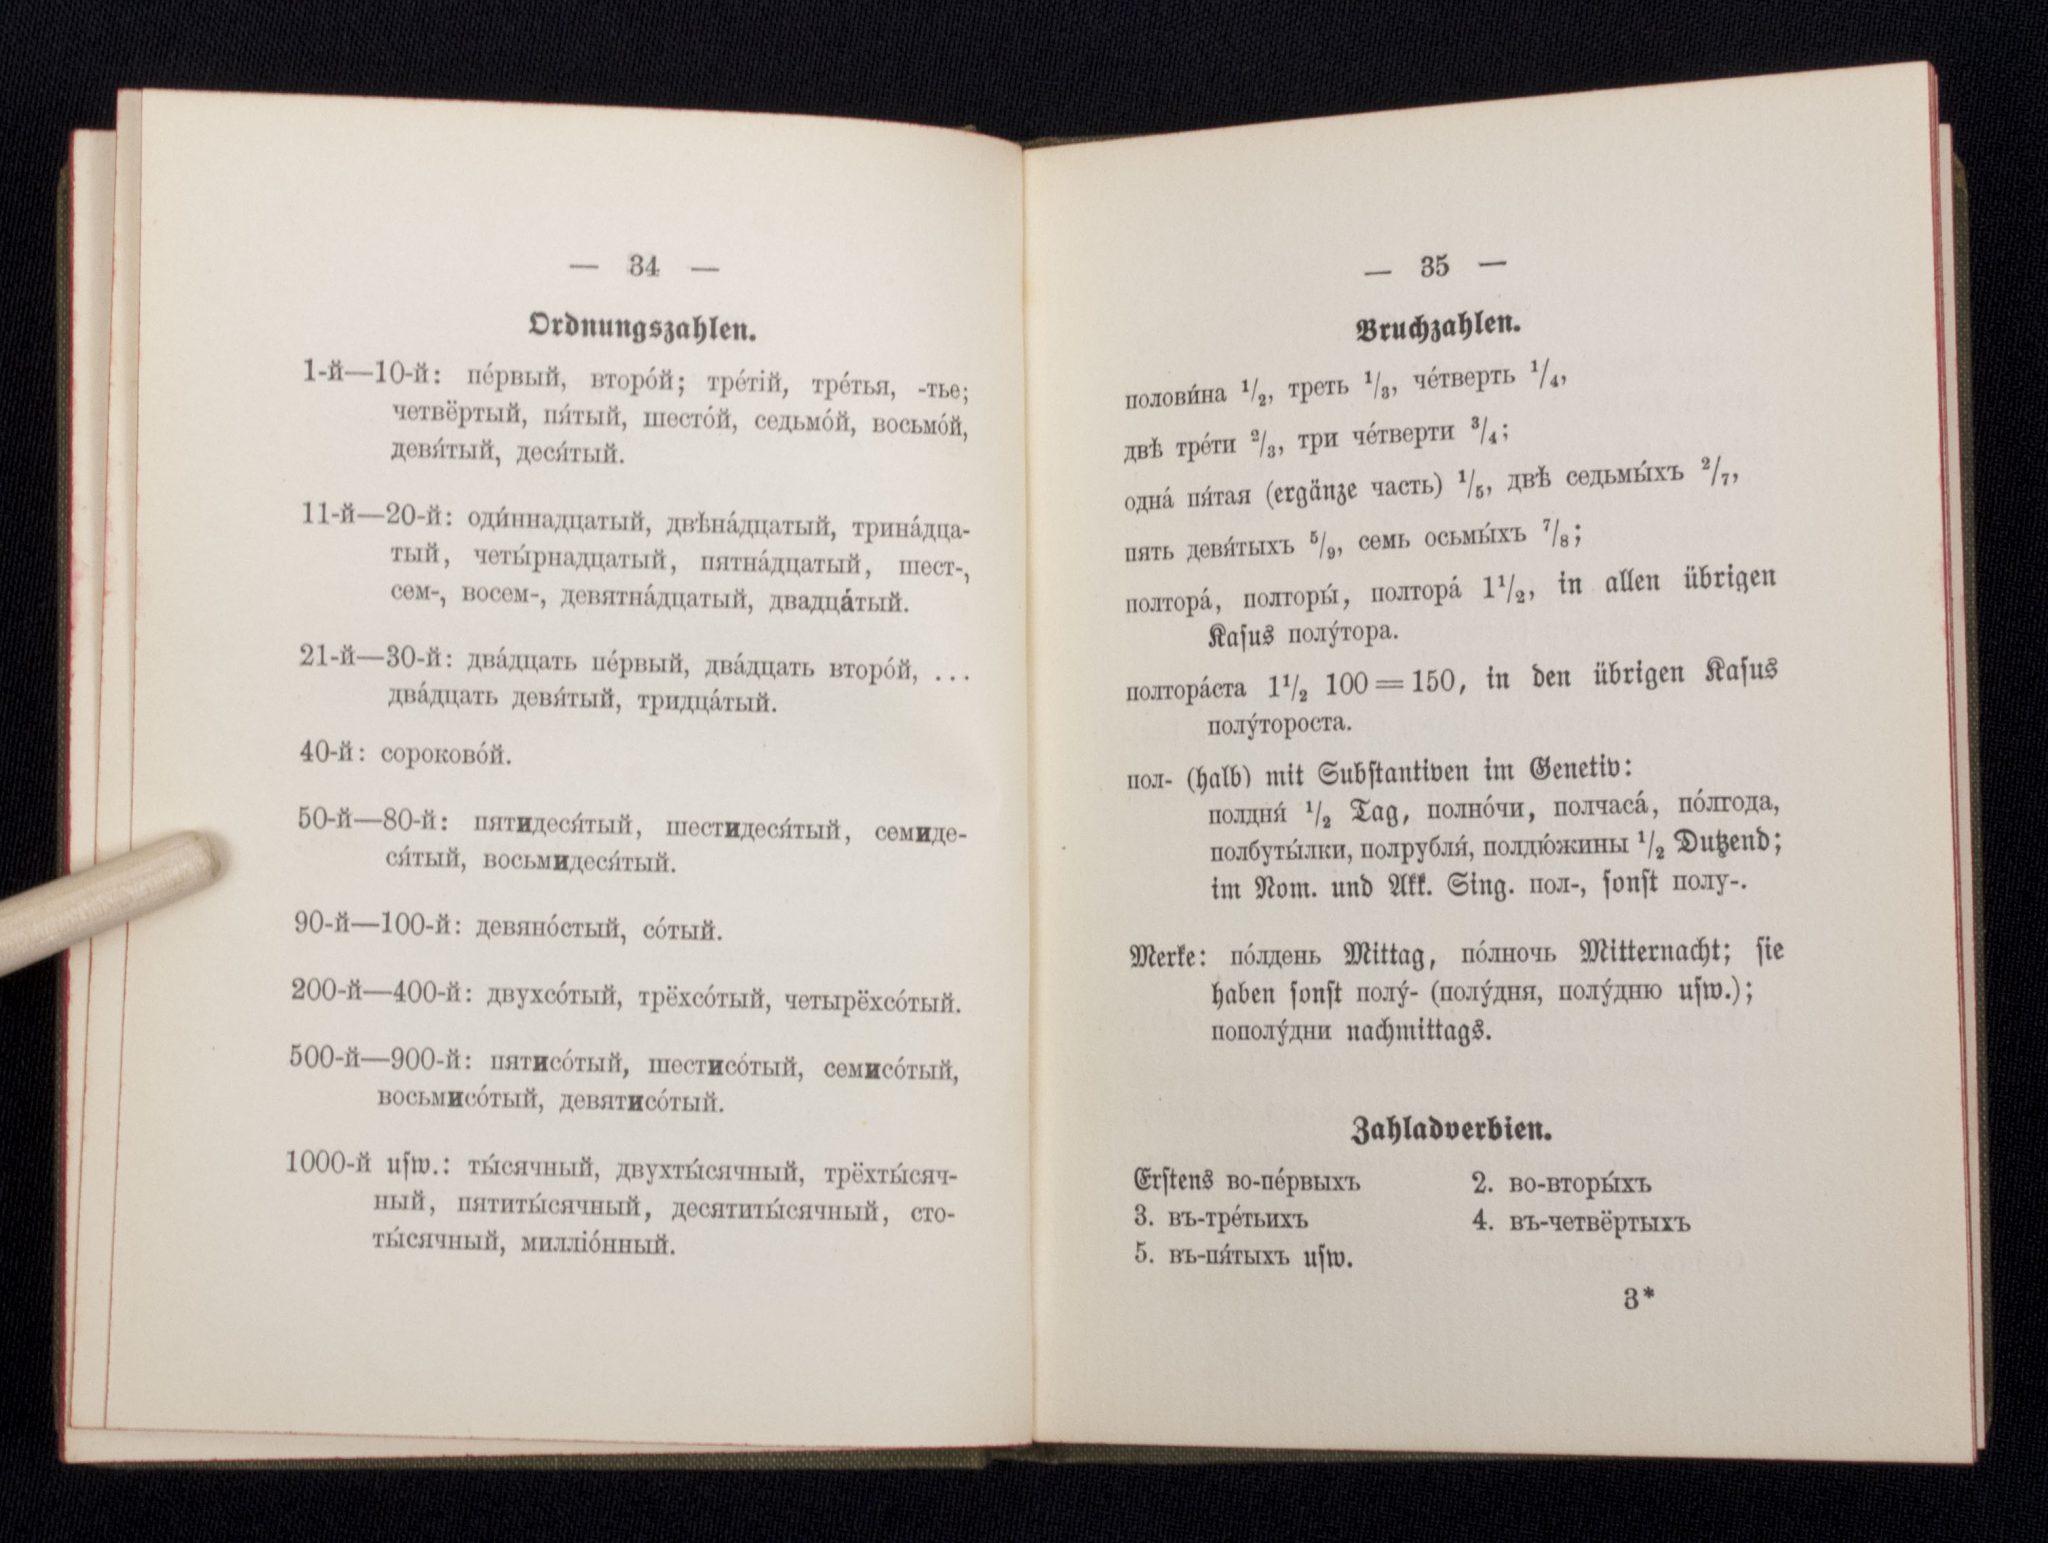 — 34 —
Ordnungszahlen.
1-й—10-й: пе́рвый, второ́й; тре́тій, тре́тья, -тье;
четвёртый, пя́тый, шесто́й, седьмо́й, восьмо́й,
девя́тый, деся́тый.
11-й—20-й: оди́ннадцатый, двѣна́дцатый, трина́дца-
тый, четы́рнадцатый, пятна́дцатый, шест-,
сем-, восем-, девятна́дцатый, двадца́тый.
21-й—30-й: два́дцать пе́рвый, два́дцать второ́й, ...
два́дцать девя́тый, тридца́тый.
40-й: сороково́й.
50-й—80-й: пятидеся́тый, шестидеся́тый, семиде-
ся́тый, восьмидеся́тый.
90-й—100-й: девяно́стый, со́тый.
200-й—400-й: двухсо́тый, трёхсо́тый, четырёхсо́тый.
500-й—900-й: пятисо́тый, шестисо́тый, семисо́тый,
восьмисо́тый, девятисо́тый.
1000-й uſw.: ты́сячный, двухты́сячный, трёхты́сяч-
ный, пятиты́сячный, десятиты́сячный, сто-
ты́сячный, милліо́нный.
— 35 —
Bruchzahlen.
полови́на 1/2, треть 1/3, че́тверть 1/4,
двѣ тре́ти 2/3, три че́тверти 3/4;
одна́ пя́тая (ergänze часть) 1/5, двѣ седьмы́хъ 2/7,
пять девя́тыхъ 5/9, семь осьмы́хъ 7/8;
полтора́, полторы́, полтора́ 1 1/2, in allen übrigen
Kaſus полу́тора.
полтора́ста 1 1/2 100 = 150, in den übrigen Kaſus
полу́тороста.
пол- (halb) mit Subſtantiven im Genetiv:
полдня́ 1/2 Tag, полно́чи, полчаса́, по́лгода,
полбуты́лки, полрубля́, полдю́жины 1/2 Dutzend;
im Nom. und Akk. Sing. пол-, ſonſt полу-.
Merke: по́лдень Mittag, по́лночь Mitternacht; ſie
haben ſonſt полу́- (полу́дня, полу́дню uſw.);
пополу́дни nachmittags.
Zahladverbien.
Erſtens во-пе́рвыхъ 2. во-вторы́хъ
3. въ-тре́тьихъ 4. въ-четвёртыхъ
5. въ-пя́тыхъ uſw.
3*